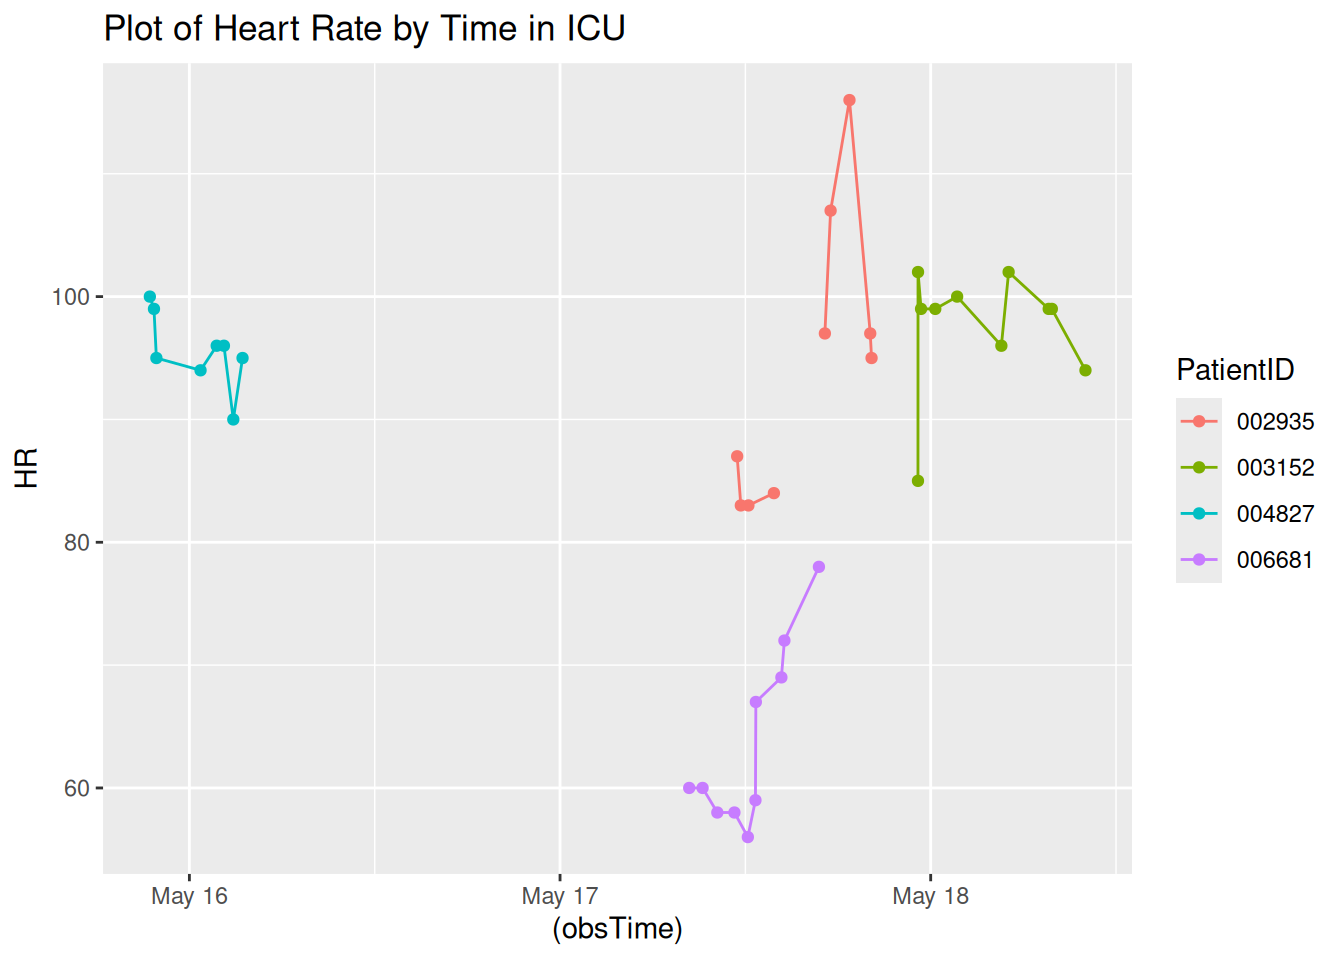 Plot of Heart Rate by Time in ICU
HR
100
80
60
May 16
May 17
May 18
(obsTime)
PatientID
002935
003152
004827
006681